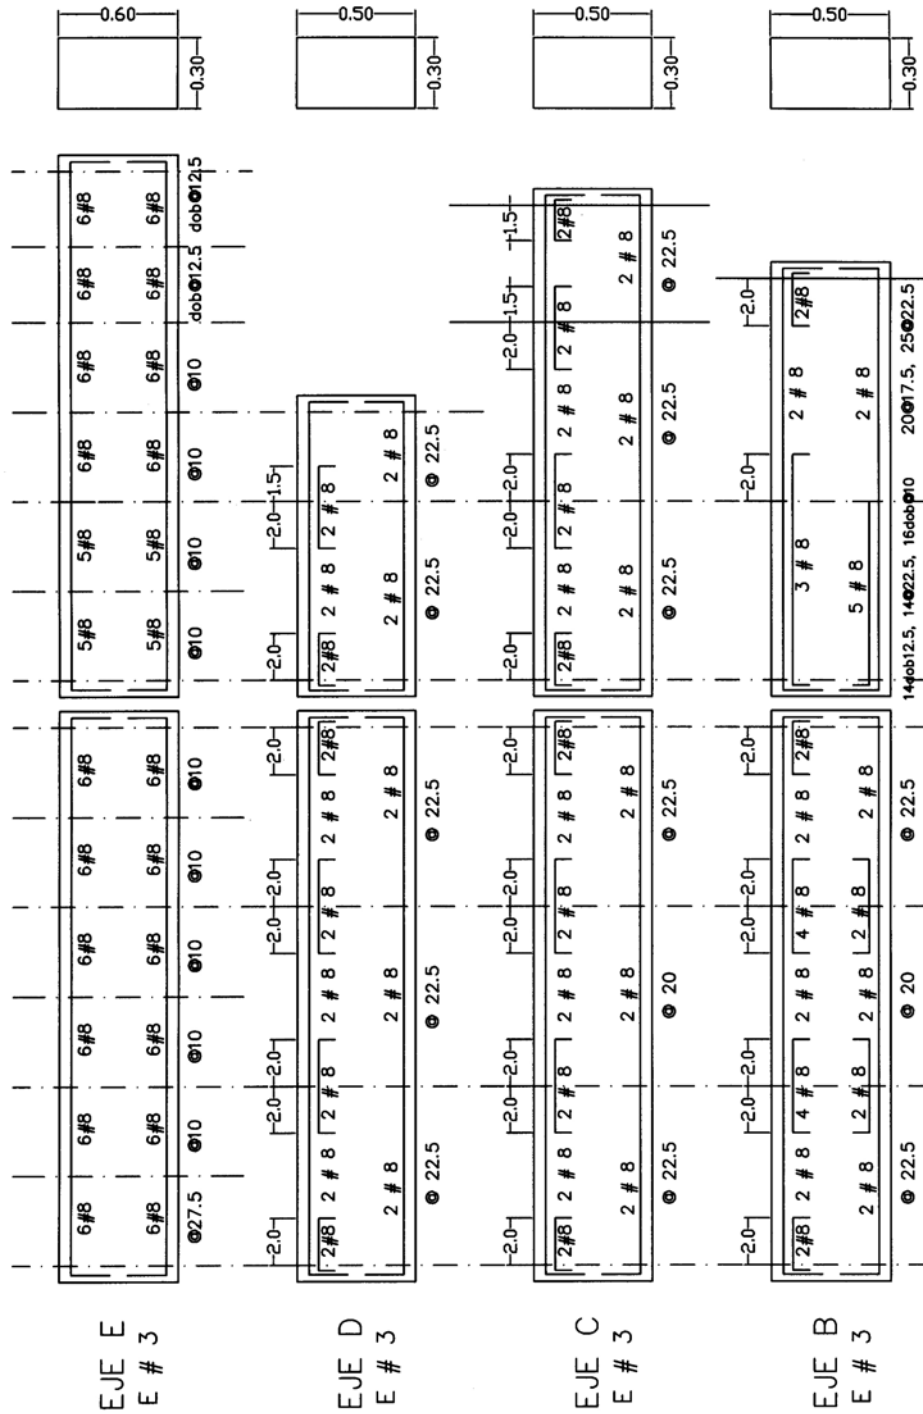 EJE E
E # 3
6#8 6#8 6#8 6#8 6#8 6#8 5#8 5#8 6#8 6#8 6#8 6#8
6#8 6#8 6#8 6#8 6#8 6#8 5#8 5#8 6#8 6#8 6#8 6#8
@27.5 @10 @10 @10 @10 @10 @10 @10 @10 @10 dob@12.5 dob@12.5
0.60
0.30
EJE D
E # 3
2.0 2.0 2.0 2.0 2.0 2.0 2.0 2.0 1.5
2#8 2 # 8 2 # 8 2 # 8 2 # 8 2 # 8 2#8 2#8 2 # 8 2 # 8
2 # 8 2 # 8 2 # 8 2 # 8 2 # 8
@ 22.5 @ 22.5 @ 22.5 @ 22.5 @ 22.5
0.50
0.30
EJE C
E # 3
2.0 2.0 2.0 2.0 2.0 2.0 2.0 2.0 2.0 2.0 1.5 1.5
2#8 2 # 8 2 # 8 2 # 8 2 # 8 2 # 8 2#8 2#8 2 # 8 2 # 8 2 # 8 2 # 8 2#8
2 # 8 2 # 8 2 # 8 2 # 8 2 # 8 2 # 8
@ 22.5 @ 20 @ 22.5 @ 22.5 @ 22.5 @ 22.5
0.50
0.30
EJE B
E # 3
2.0 2.0 2.0 2.0 2.0 2.0 2.0 2.0
2#8 2 # 8 4 # 8 2 # 8 4 # 8 2 # 8 2#8 3 # 8 2 # 8 2#8
2 # 8 2 # 8 2 # 8 2 # 8 2 # 8 5 # 8 2 # 8
@ 22.5 @ 20 @ 22.5 14dob12.5, 14@22.5, 16dob@10 20@17.5, 25@22.5
0.50
0.30